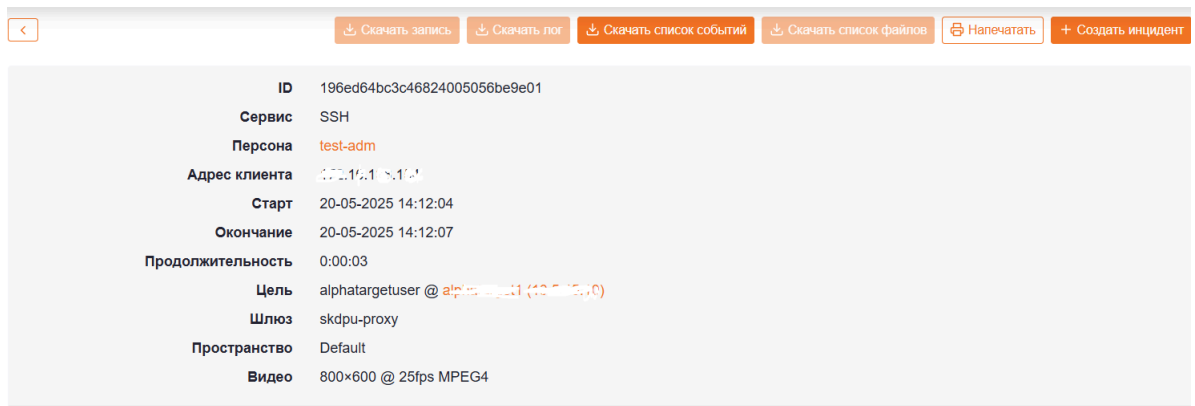 Скачать запись Скачать лог Скачать список событий Скачать список файлов Напечатать + Создать инцидент
ID 196ed64bc3c46824005056be9e01
Сервис SSH
Персона test-adm
Адрес клиента
Старт 20-05-2025 14:12:04
Окончание 20-05-2025 14:12:07
Продолжительность 0:00:03
Цель alphatargetuser @
Шлюз skdpu-proxy
Пространство Default
Видео 800×600 @ 25fps MPEG4